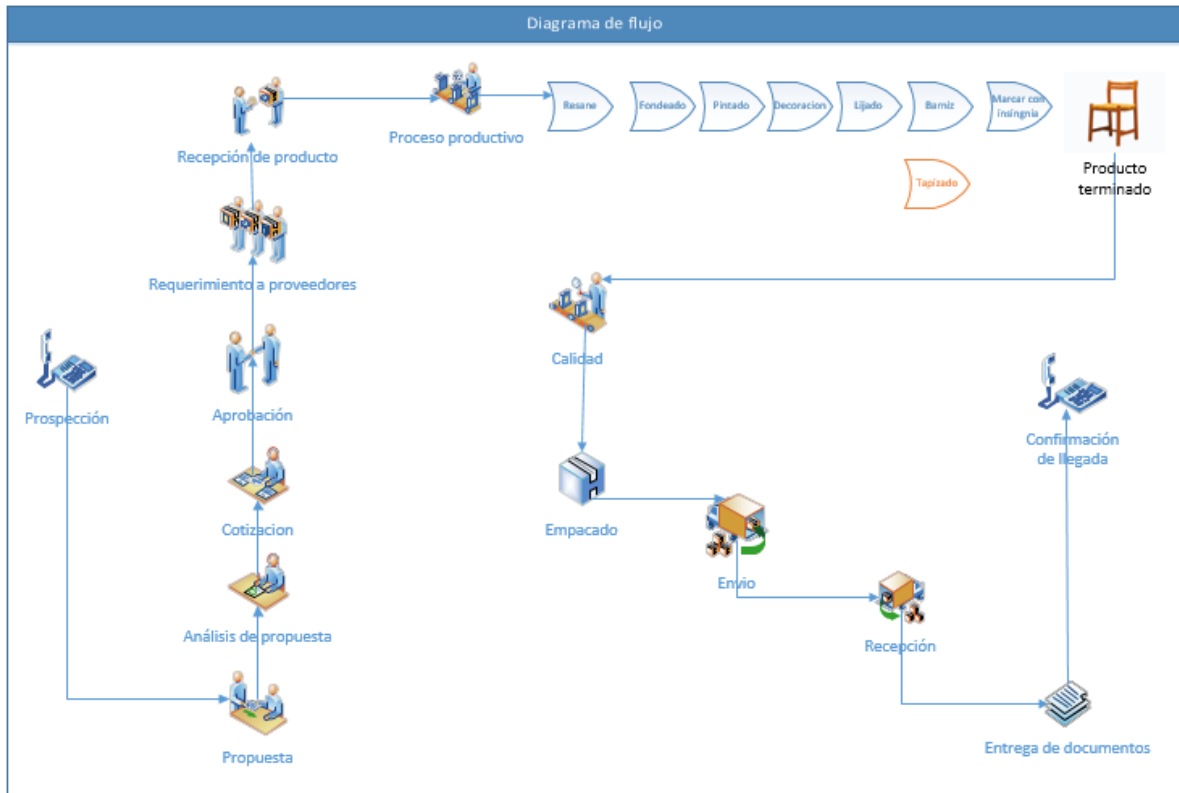 Diagrama de flujo
Prospección
Propuesta
Análisis de propuesta
Cotizacion
Aprobación
Requerimiento a proveedores
Recepción de producto
Proceso productivo
Resane
Fondeado
Pintado
Decoracion
Lijado
Barniz
Marcar con
insingnia
Tapizado
Producto
terminado
Calidad
Empacado
Envio
Recepción
Entrega de documentos
Confirmación
de llegada